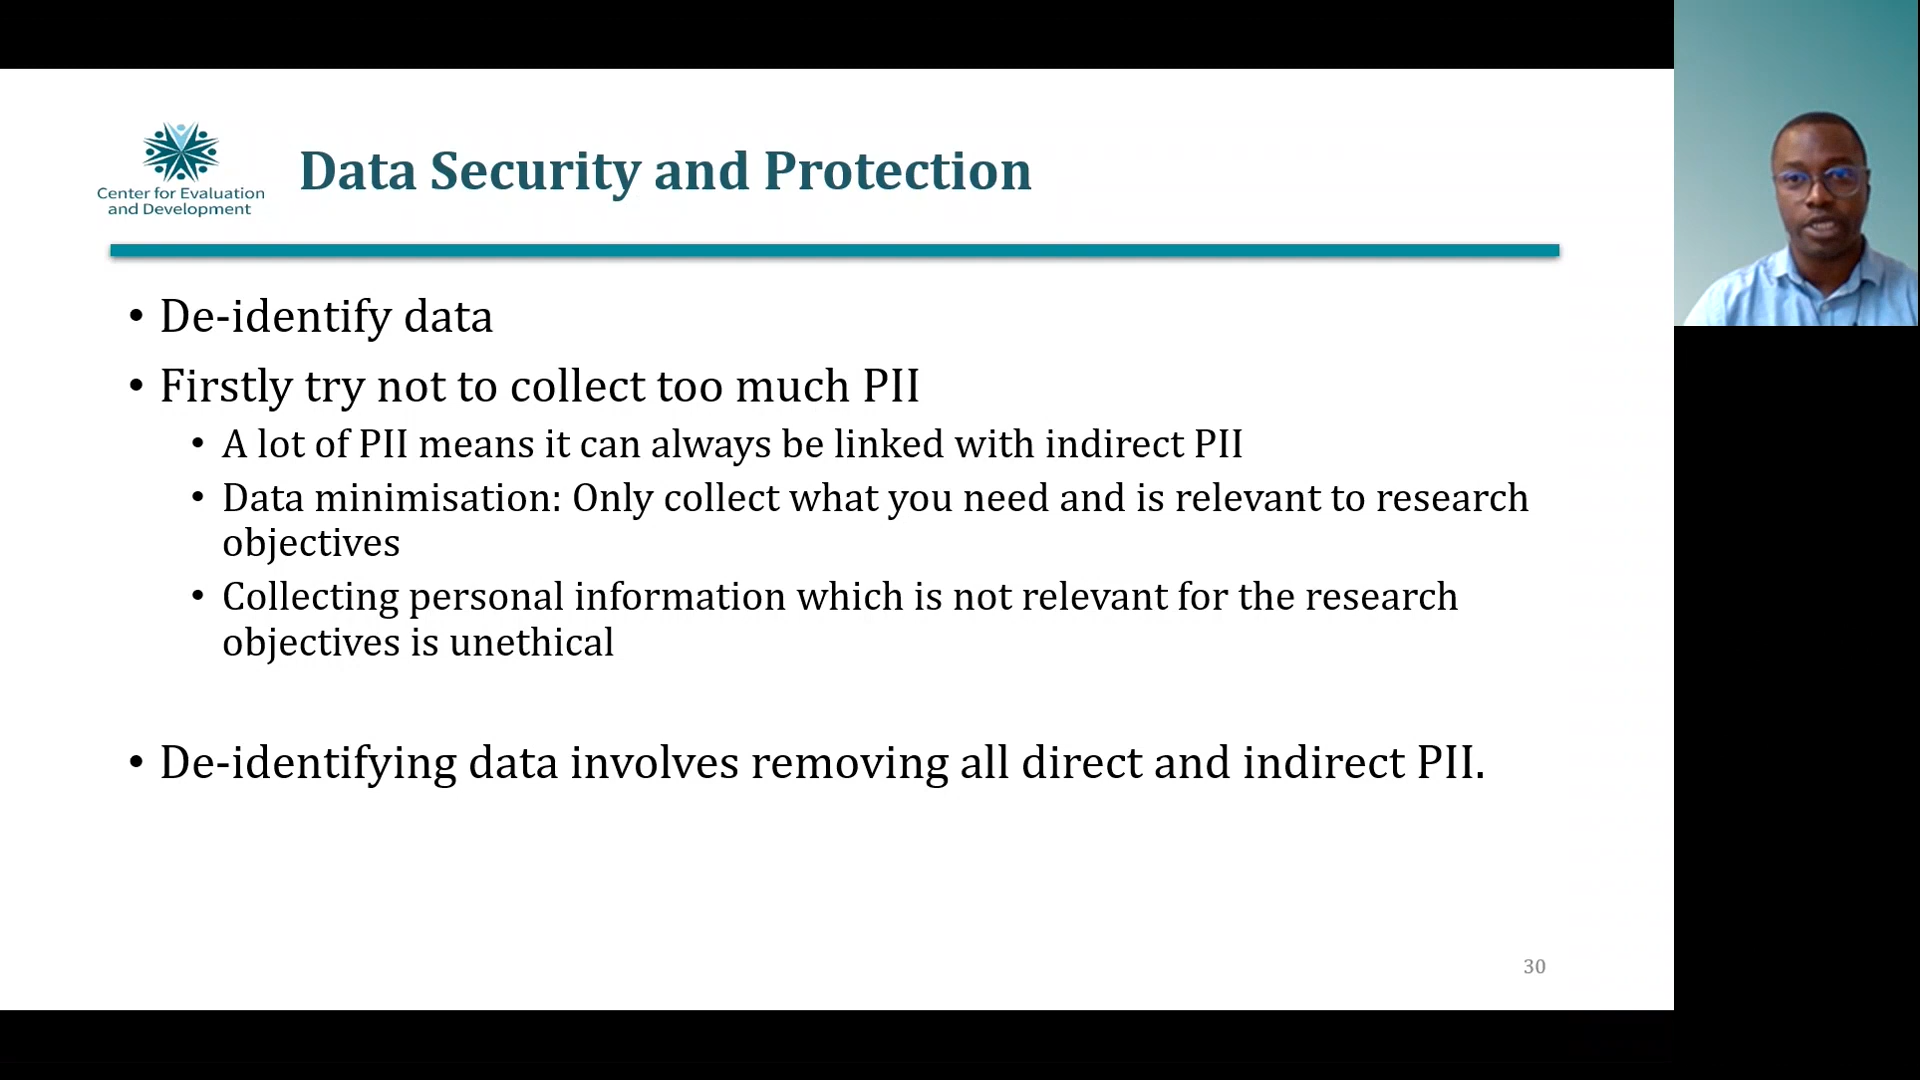 Center for Evaluation
and Development
Data Security and Protection
• De-identify data
• Firstly try not to collect too much PII
• A lot of PII means it can always be linked with indirect PII
• Data minimisation: Only collect what you need and is relevant to research
objectives
• Collecting personal information which is not relevant for the research
objectives is unethical
• De-identifying data involves removing all direct and indirect PII.
30